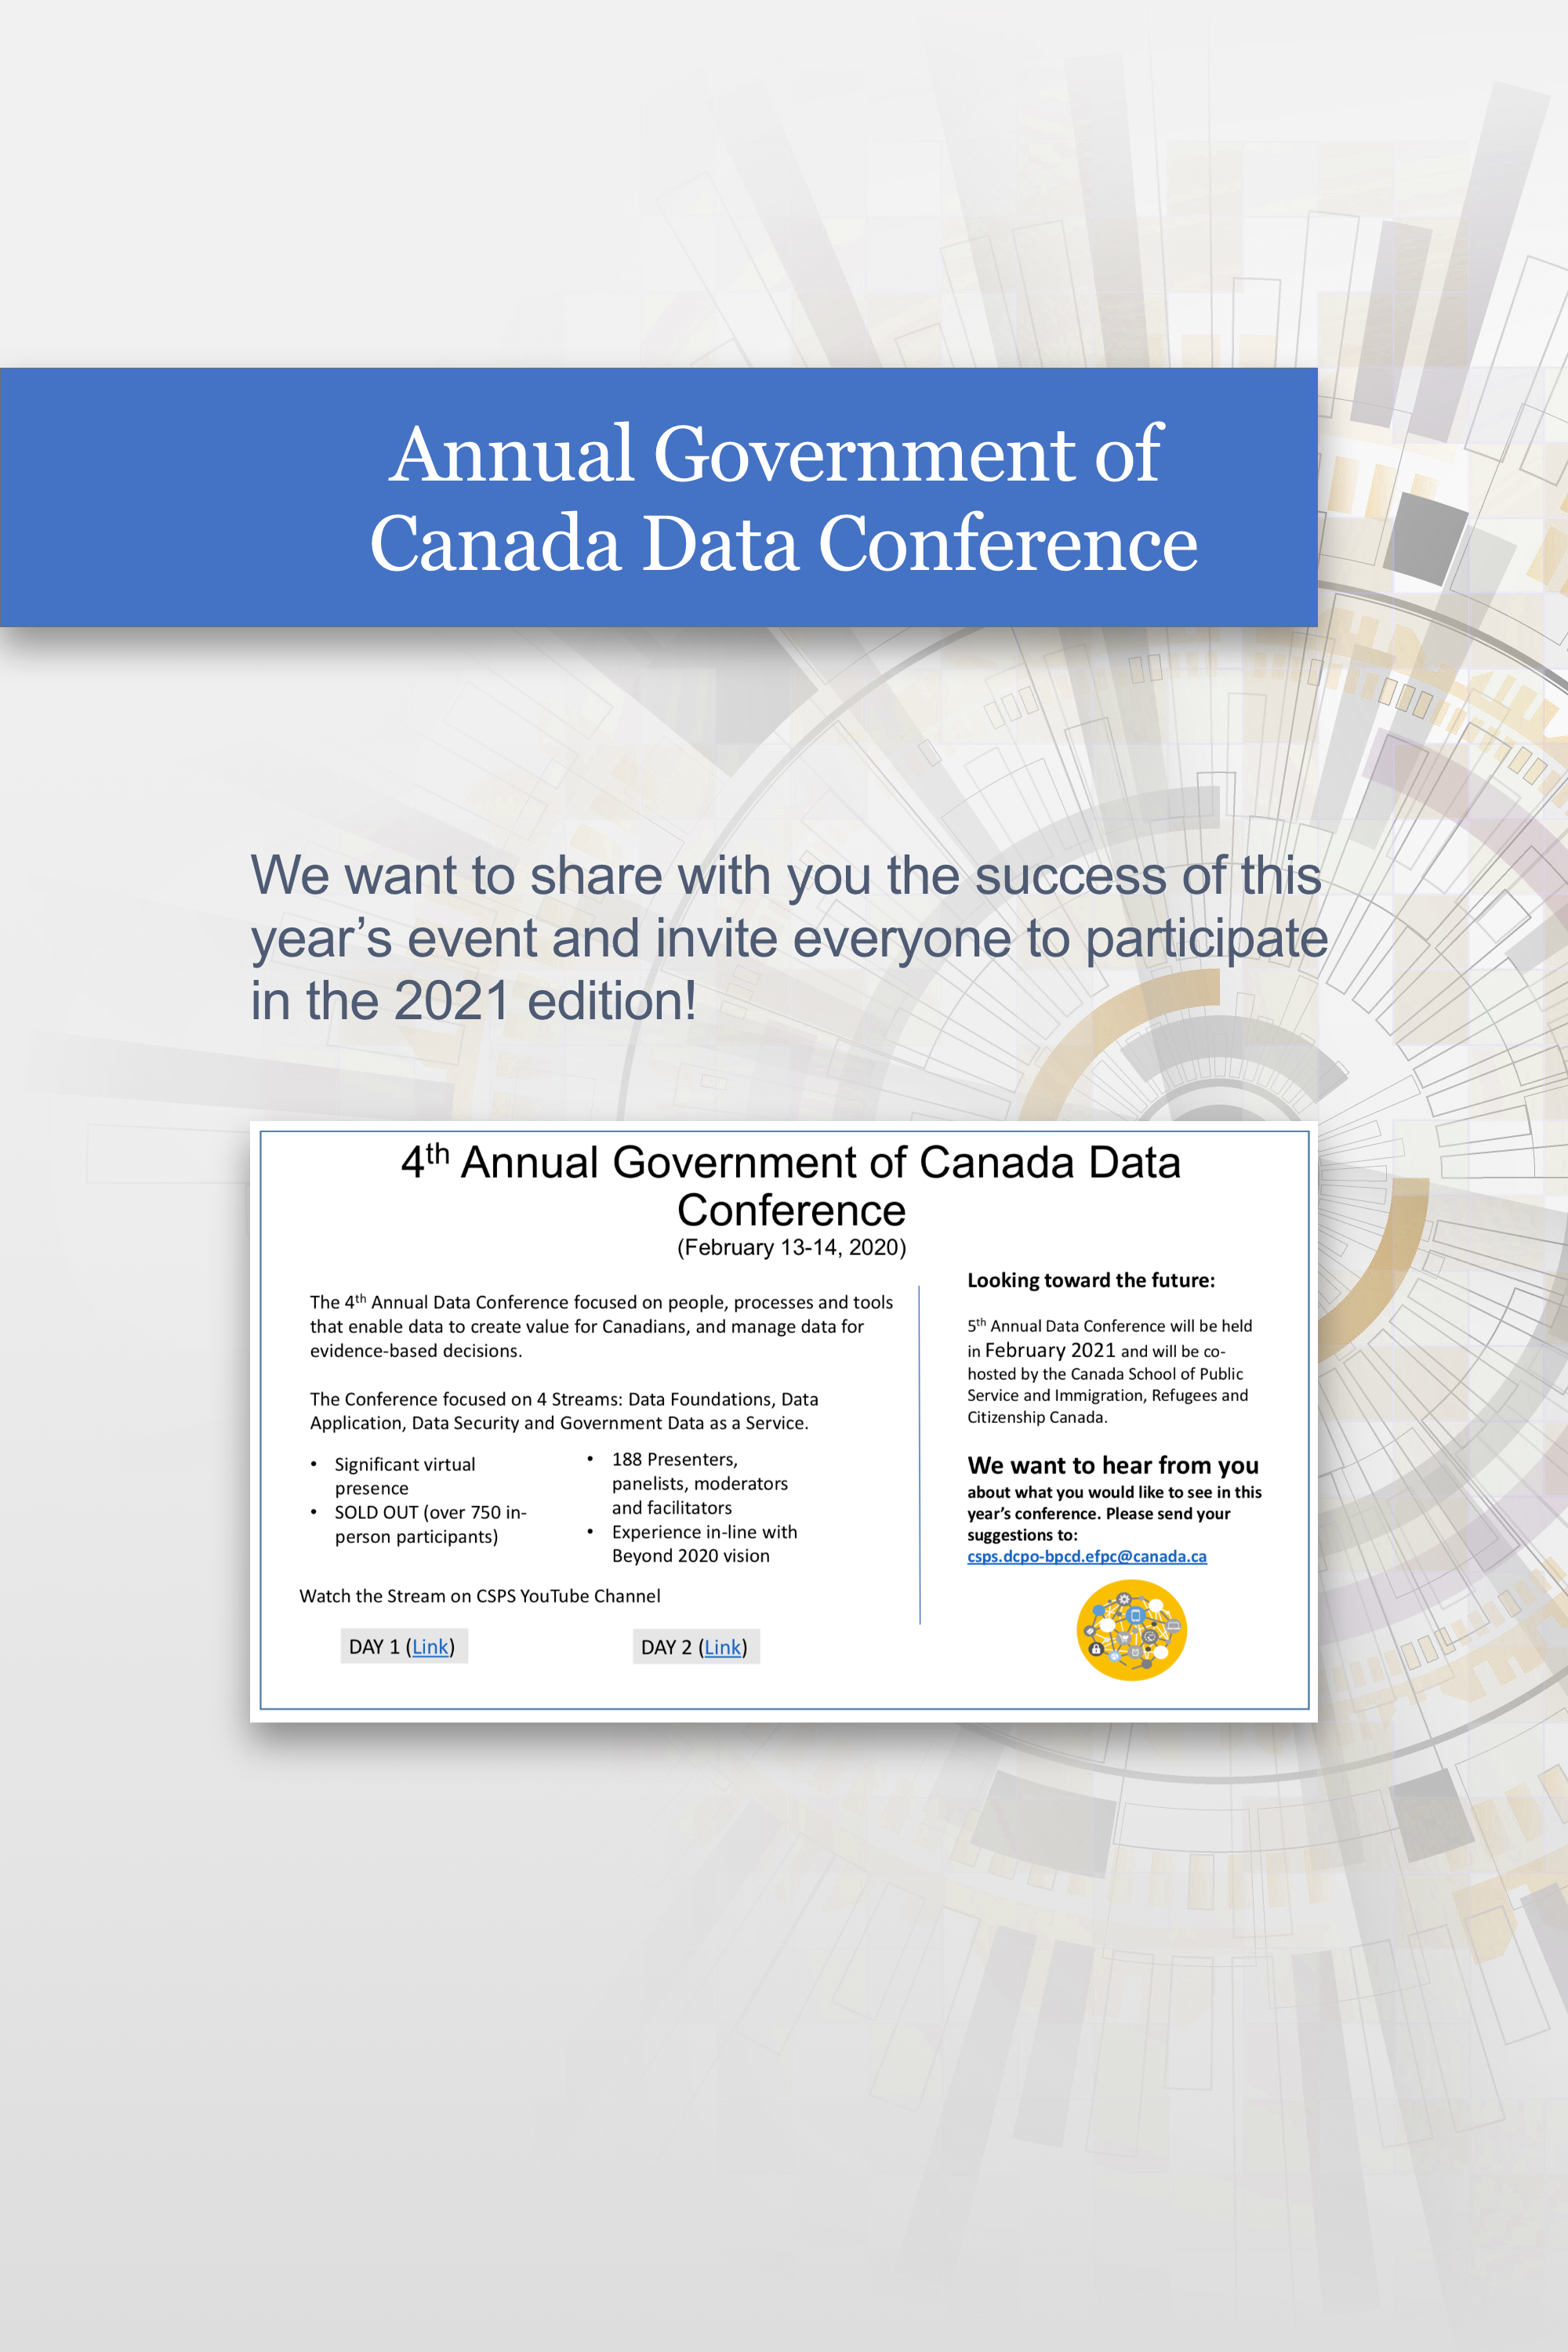 Annual Government of
Canada Data Conference
We want to share with you the success of this
year’s event and invite everyone to participate
in the 2021 edition!
4th Annual Government of Canada Data
Conference
(February 13-14, 2020)
The 4th Annual Data Conference focused on people, processes and tools
that enable data to create value for Canadians, and manage data for
evidence-based decisions.
The Conference focused on 4 Streams: Data Foundations, Data
Application, Data Security and Government Data as a Service.
• Significant virtual
presence
• SOLD OUT (over 750 in-
person participants)
• 188 Presenters,
panelists, moderators
and facilitators
• Experience in-line with
Beyond 2020 vision
Watch the Stream on CSPS YouTube Channel
DAY 1 (Link)
DAY 2 (Link)
Looking toward the future:
5th Annual Data Conference will be held
in February 2021 and will be co-
hosted by the Canada School of Public
Service and Immigration, Refugees and
Citizenship Canada.
We want to hear from you
about what you would like to see in this
year’s conference. Please send your
suggestions to:
csps.dcpo-bpcd.efpc@canada.ca